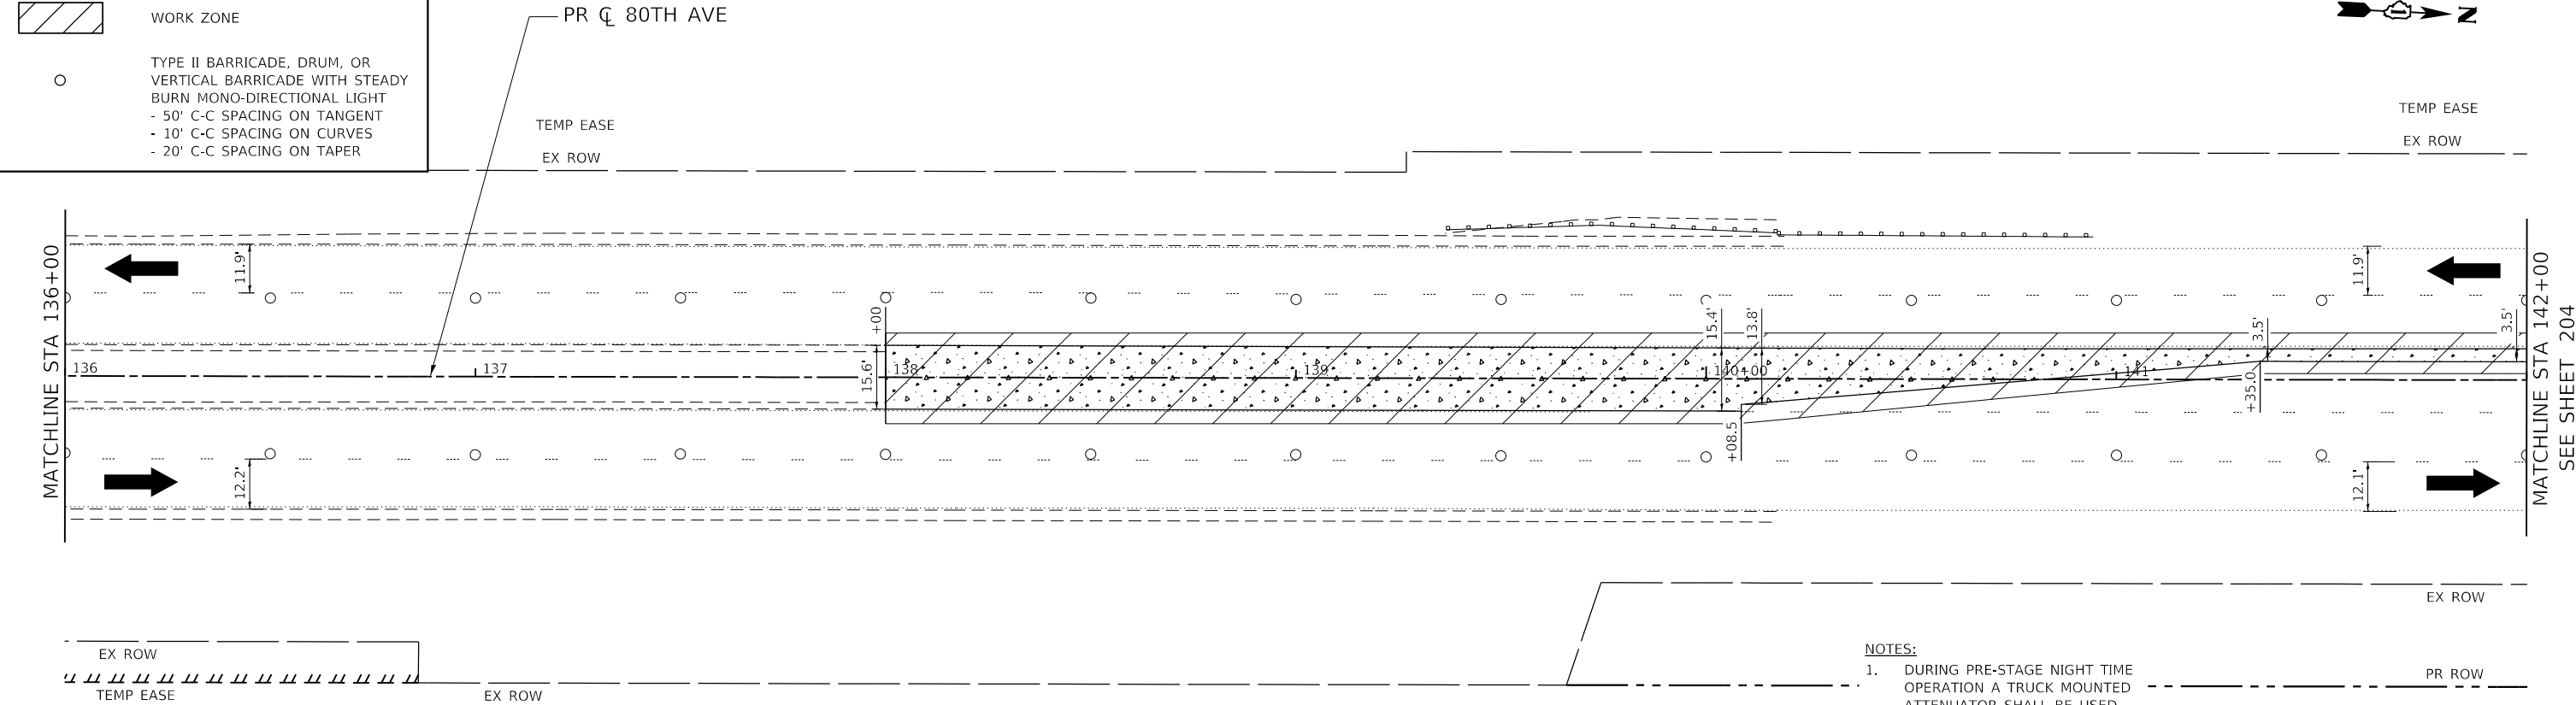 WORK ZONE
TYPE II BARRICADE, DRUM, OR
VERTICAL BARRICADE WITH STEADY
BURN MONO-DIRECTIONAL LIGHT
- 50' C-C SPACING ON TANGENT
- 10' C-C SPACING ON CURVES
- 20' C-C SPACING ON TAPER
PR ℄ 80TH AVE
N
TEMP EASE
EX ROW
TEMP EASE
EX ROW
MATCHLINE STA 136+00
11.9'
12.2'
136
137
+00
15.6'
138
139
15.4'
13.8'
140+00
+08.5
141
3.5'
+35.0
11.9'
12.1'
3.5'
MATCHLINE STA 142+00
SEE SHEET 204
EX ROW
TEMP EASE
EX ROW
EX ROW
PR ROW
NOTES:
1. DURING PRE-STAGE NIGHT TIME
OPERATION A TRUCK MOUNTED
ATTENUATOR SHALL BE USED